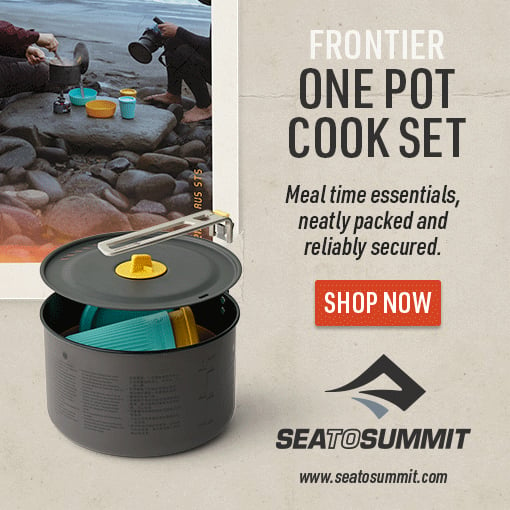 FRONTIER
ONE POT
COOK SET
Meal time essentials,
neatly packed and
reliably secured.
SHOP NOW
SEATOSUMMIT
www.seatosummit.com